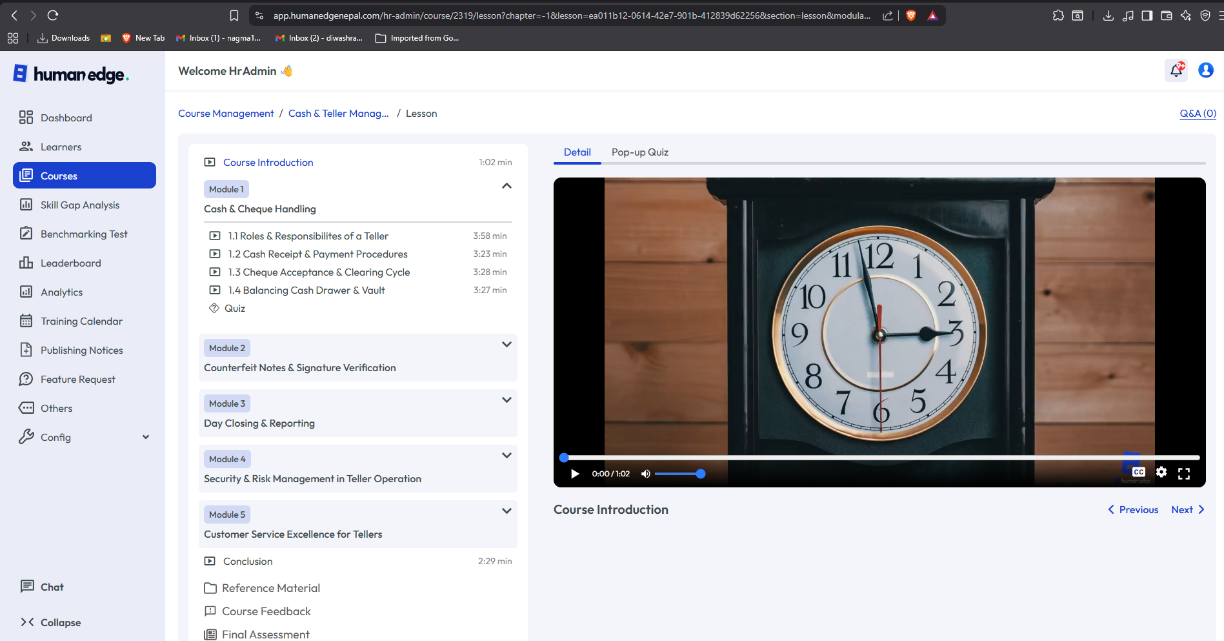 app.humanedgenepal.com/hr-admin/course/2319/lesson?chapter=-1&lesson=ea011b12-0614-42e7-901b-412839d62256&section=lesson&modula...
Downloads
New Tab
Inbox (1) - nagma1...
Inbox (2) - diwashra...
Imported from Go...
human edge.
Welcome HrAdmin 👋
9+
Dashboard
Learners
Courses
Skill Gap Analysis
Benchmarking Test
Leaderboard
Analytics
Training Calendar
Publishing Notices
Feature Request
Others
Config
Chat
Collapse
Course Management / Cash & Teller Manag... / Lesson
Q&A (0)
Course Introduction 1:02 min
Module 1
Cash & Cheque Handling
1.1 Roles & Responsibilites of a Teller 3:58 min
1.2 Cash Receipt & Payment Procedures 3:23 min
1.3 Cheque Acceptance & Clearing Cycle 3:28 min
1.4 Balancing Cash Drawer & Vault 3:27 min
Quiz
Module 2
Counterfeit Notes & Signature Verification
Module 3
Day Closing & Reporting
Module 4
Security & Risk Management in Teller Operation
Module 5
Customer Service Excellence for Tellers
Conclusion 2:29 min
Reference Material
Course Feedback
Final Assessment
Detail Pop-up Quiz
12 1 2 3 4 5 6 7 8 9 10 11
0:00 / 1:02
CC
Course Introduction
Previous Next